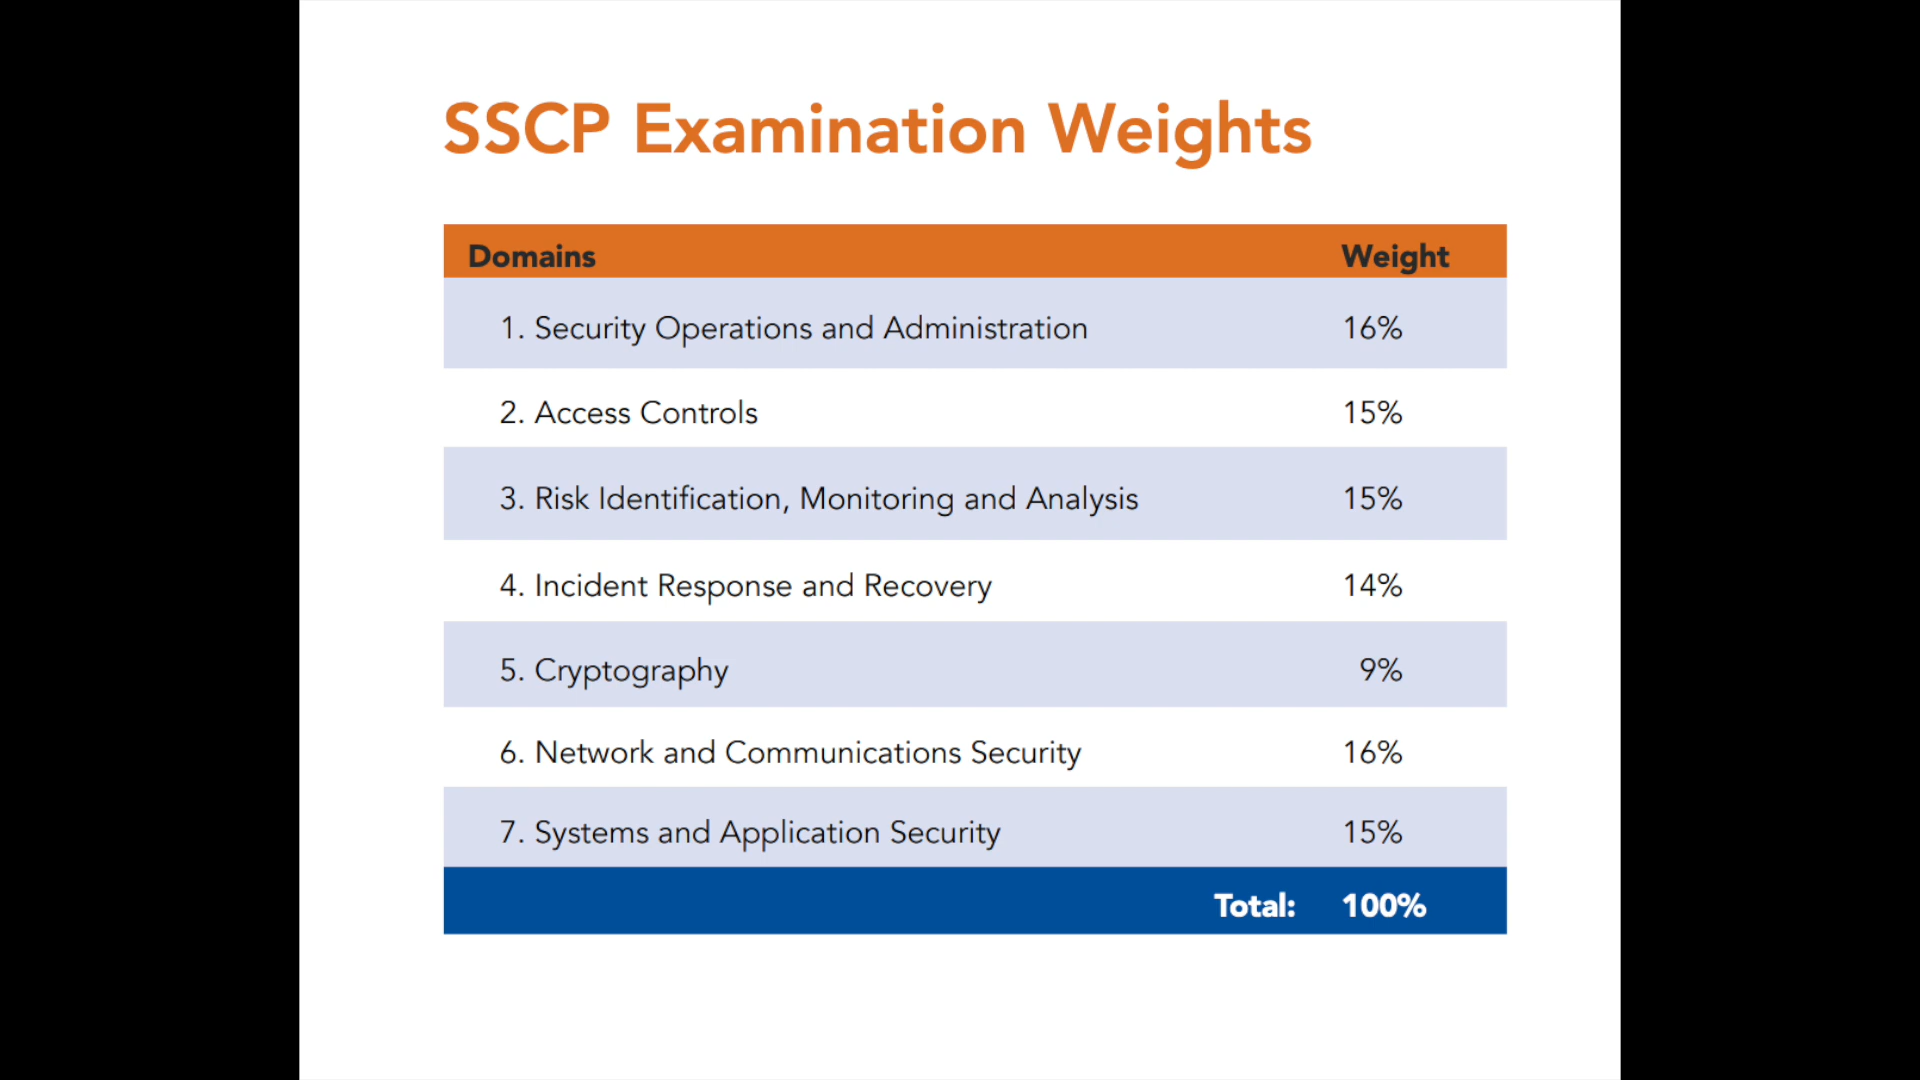 SSCP Examination Weights
Domains Weight
1. Security Operations and Administration 16%
2. Access Controls 15%
3. Risk Identification, Monitoring and Analysis 15%
4. Incident Response and Recovery 14%
5. Cryptography 9%
6. Network and Communications Security 16%
7. Systems and Application Security 15%
Total: 100%